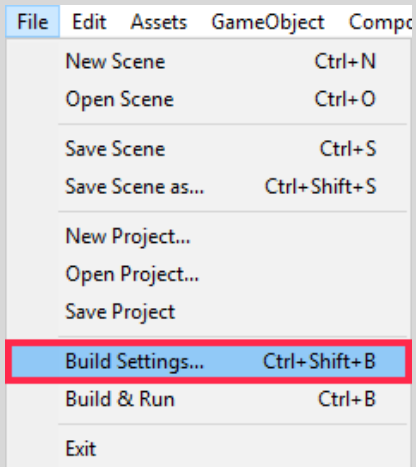 File Edit Assets GameObject
New Scene Ctrl+N
Open Scene Ctrl+O
Save Scene Ctrl+S
Save Scene as... Ctrl+Shift+S
New Project...
Open Project...
Save Project
Build Settings... Ctrl+Shift+B
Build & Run Ctrl+B
Exit